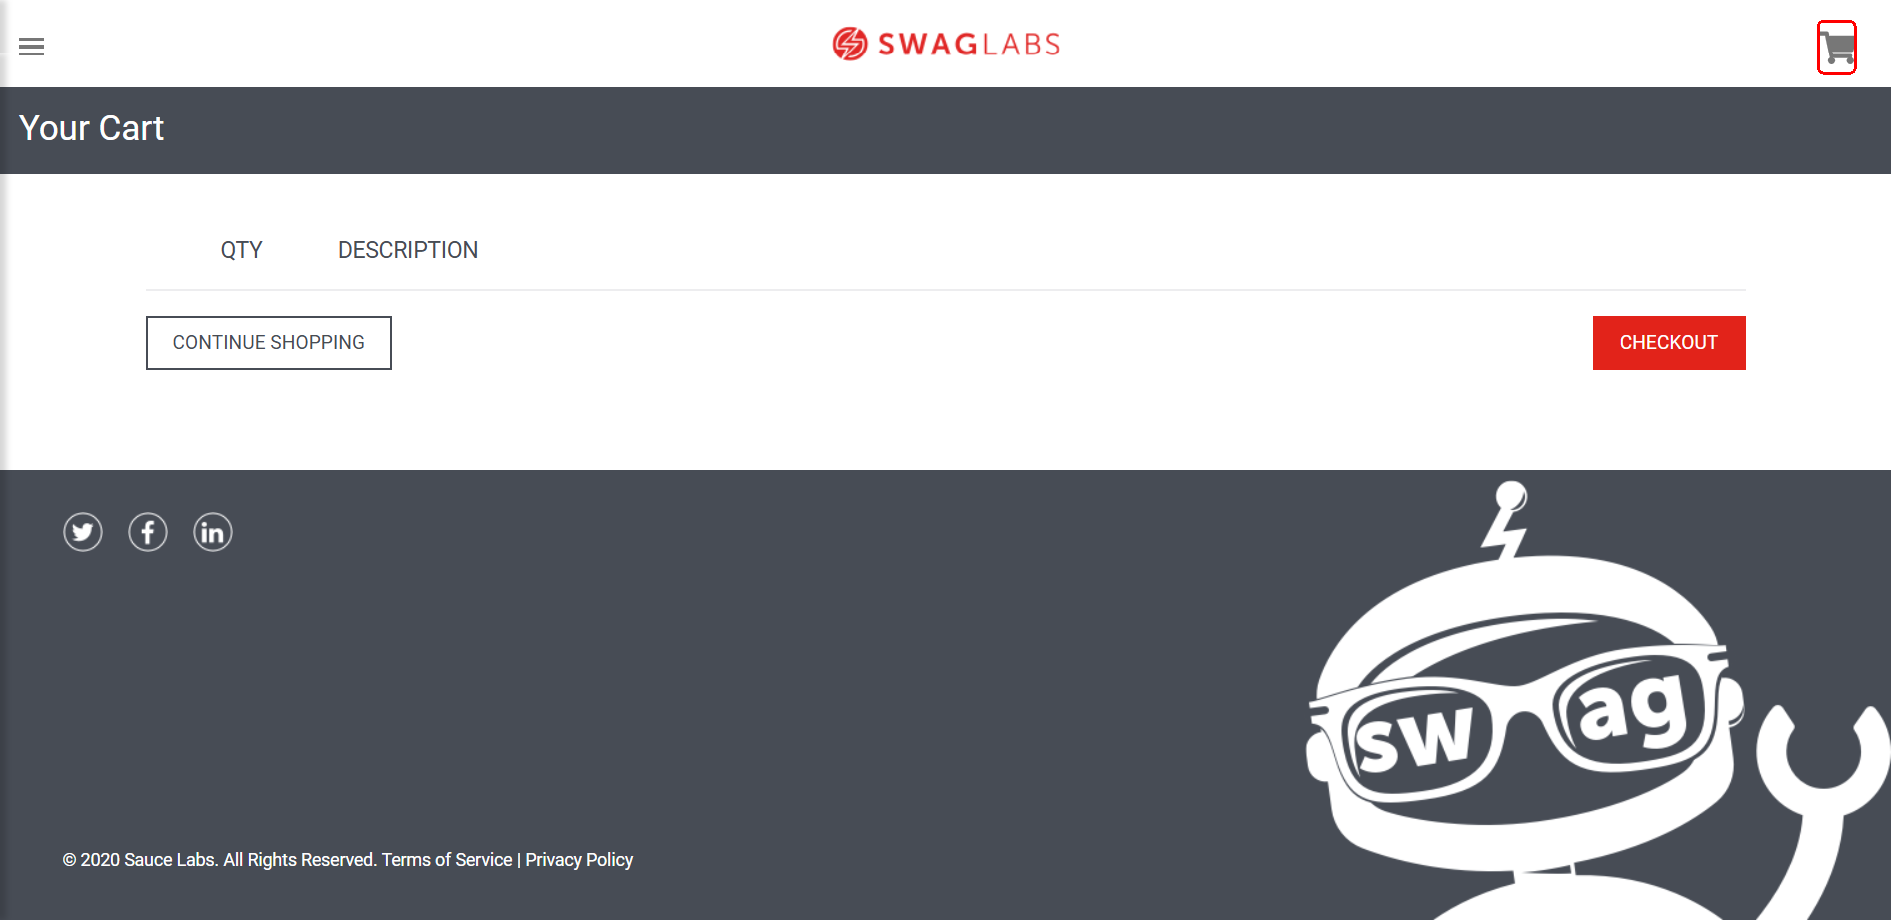 SWAGLABS
Your Cart
QTY DESCRIPTION
CONTINUE SHOPPING
CHECKOUT
sw ag
© 2020 Sauce Labs. All Rights Reserved. Terms of Service | Privacy Policy